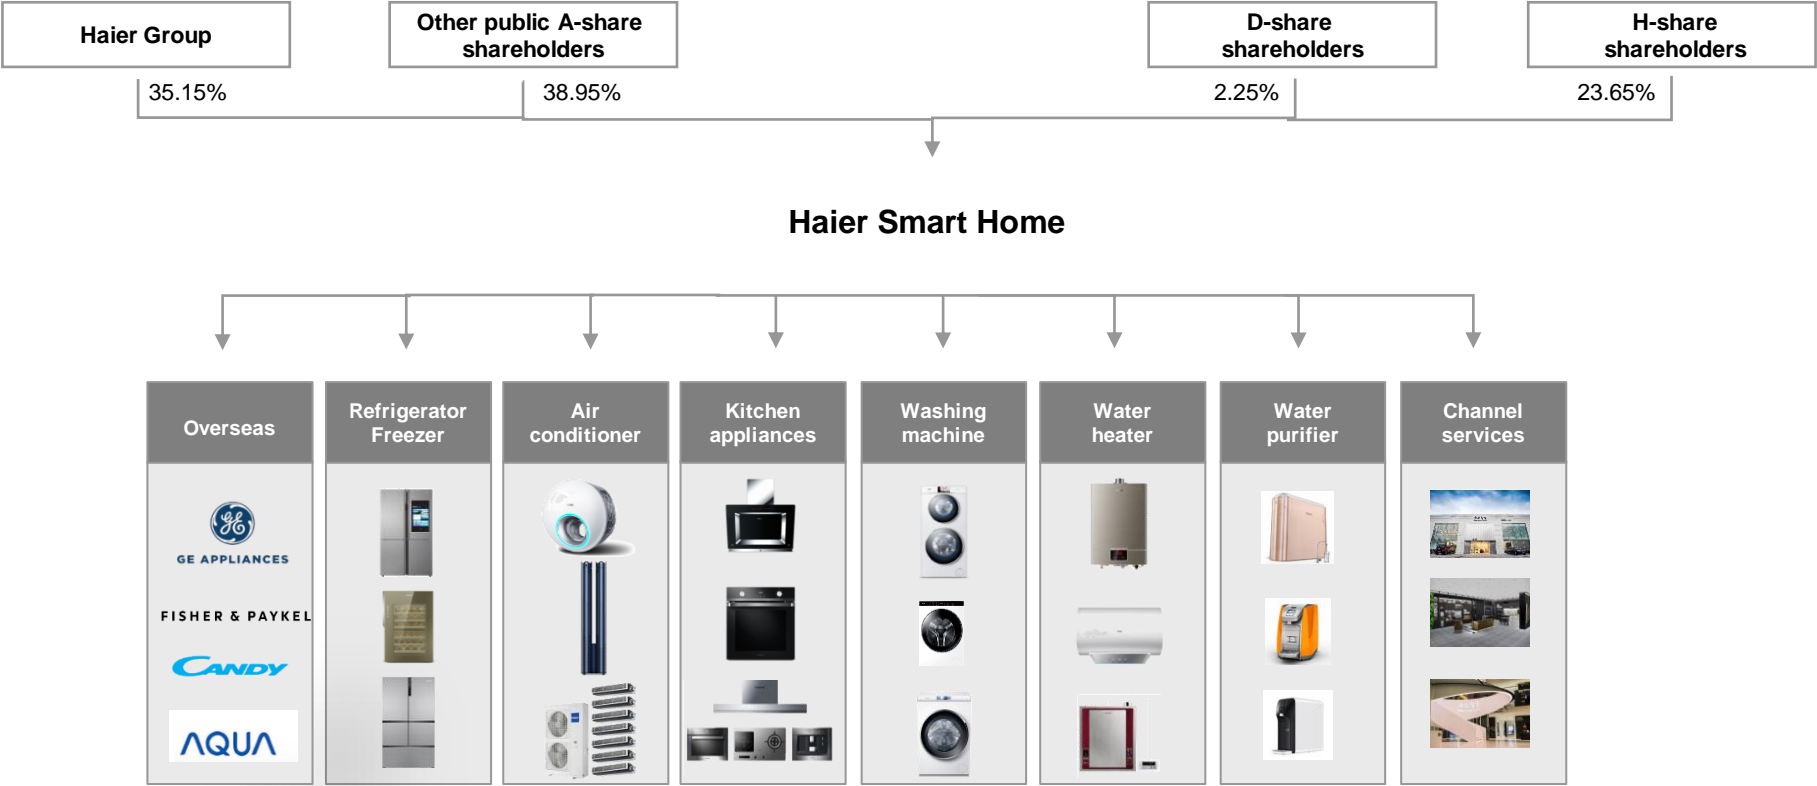 Haier Group
Other public A-share
shareholders
D-share
shareholders
H-share
shareholders
35.15%
38.95%
2.25%
23.65%
Haier Smart Home
Overseas
Refrigerator
Freezer
Air
conditioner
Kitchen
appliances
Washing
machine
Water
heater
Water
purifier
Channel
services
GE APPLIANCES
FISHER & PAYKEL
CANDY
AQUA